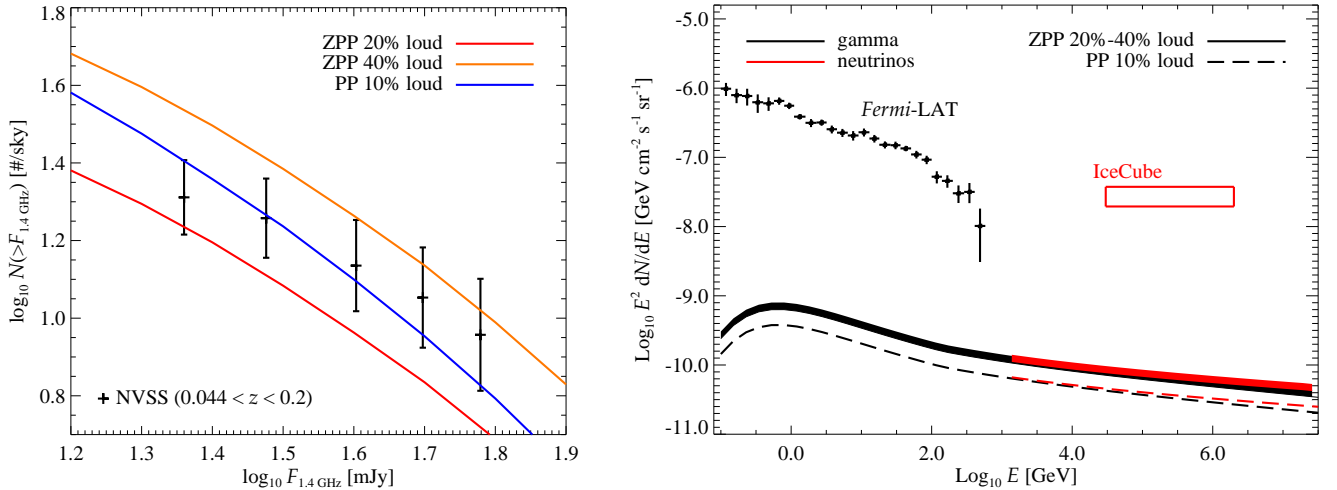 ZPP 20% loud
ZPP 40% loud
PP 10% loud
log₁₀ N(>F₁.₄ GHz) [#/sky]
1.8
1.6
1.4
1.2
1.0
0.8
NVSS (0.044 < z < 0.2)
1.2 1.3 1.4 1.5 1.6 1.7 1.8 1.9
log₁₀ F₁.₄ GHz [mJy]
gamma
neutrinos
ZPP 20%-40% loud
PP 10% loud
Fermi-LAT
IceCube
Log₁₀ E² dN/dE [GeV cm⁻² s⁻¹ sr⁻¹]
-5.0
-6.0
-7.0
-8.0
-9.0
-10.0
-11.0
0.0 2.0 4.0 6.0
Log₁₀ E [GeV]